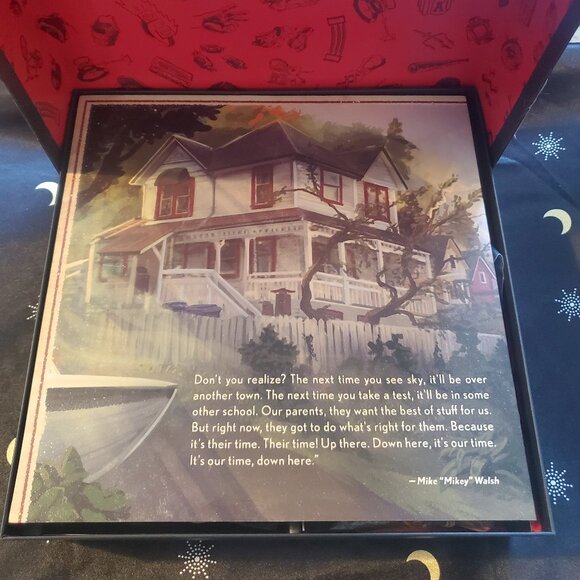 Don't you realize? The next time you see sky, it'll be over
another town. The next time you take a test, it'll be in some
other school. Our parents, they want the best of stuff for us.
But right now, they got to do what's right for them. Because
it's their time. Their time! Up there. Down here, it's our time.
It's our time, down here."
— Mike "Mikey" Walsh